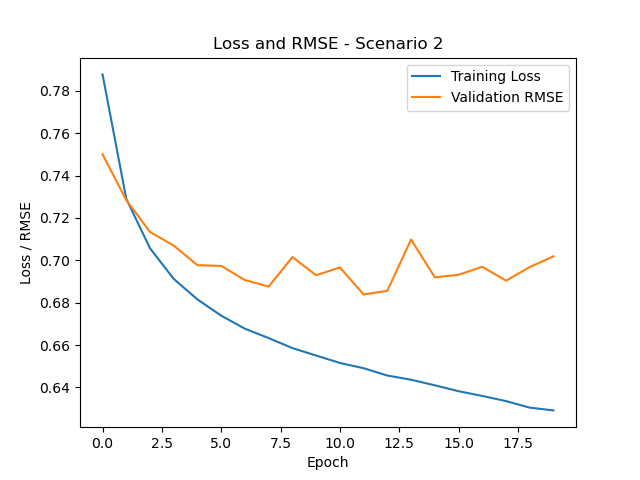 Loss and RMSE - Scenario 2
Training Loss
Validation RMSE
0.78
0.76
0.74
0.72
0.70
0.68
0.66
0.64
Loss / RMSE
0.0 2.5 5.0 7.5 10.0 12.5 15.0 17.5
Epoch